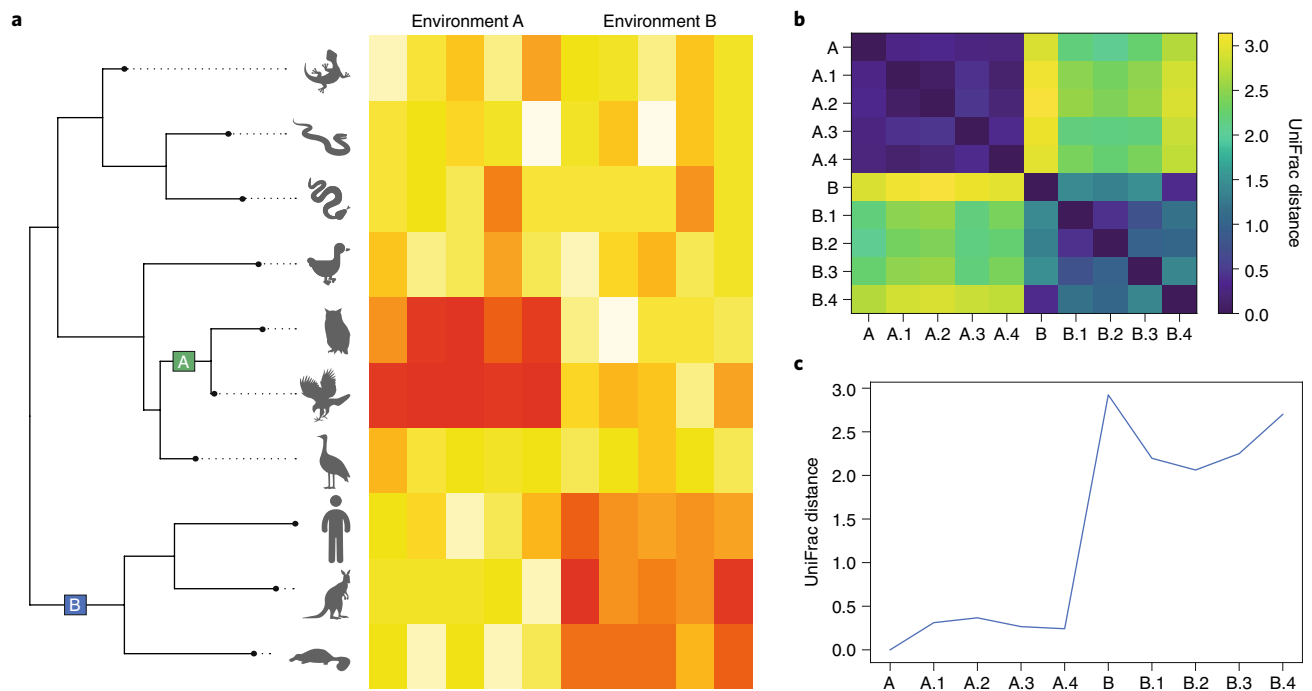 a
Environment A
Environment B
A
B
b
A
A.1
A.2
A.3
A.4
B
B.1
B.2
B.3
B.4
A A.1 A.2 A.3 A.4 B B.1 B.2 B.3 B.4
3.0
2.5
2.0
1.5
1.0
0.5
0.0
UniFrac distance
c
3.0
2.5
2.0
1.5
1.0
0.5
0.0
UniFrac distance
A A.1 A.2 A.3 A.4 B B.1 B.2 B.3 B.4